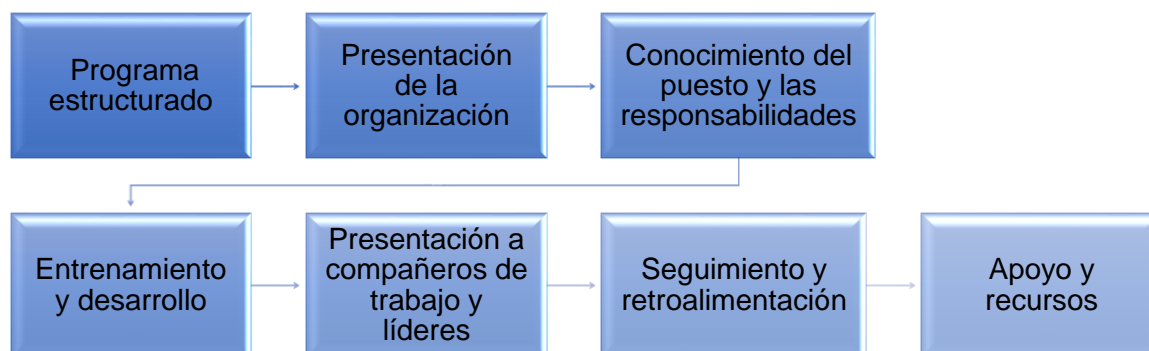 Programa
estructurado
Presentación
de la
organización
Conocimiento del
puesto y las
responsabilidades
Entrenamiento
y desarrollo
Presentación a
compañeros de
trabajo y
líderes
Seguimiento y
retroalimentación
Apoyo y
recursos